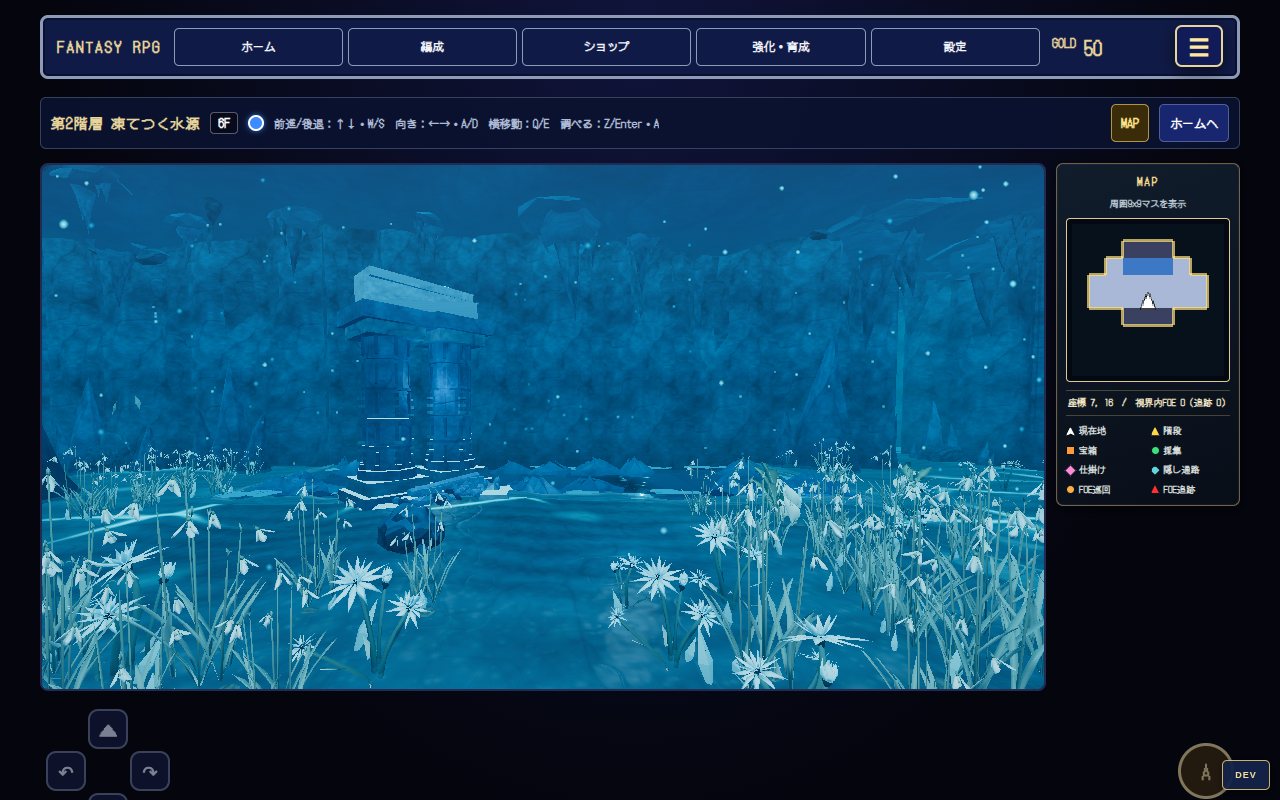 FANTASY RPG
ホーム
編成
ショップ
強化・育成
設定
GOLD 50
第2階層 凍てつく水源
6F
前進/後退：↑↓・W/S 向き：←→・A/D 横移動：Q/E 調べる：Z/Enter・A
MAP
ホームへ
MAP
周囲9x9マスを表示
座標 7, 16 / 視界内FOE 0 (追跡 0)
現在地
階段
宝箱
採集
仕掛け
隠し通路
FOE巡回
FOE追跡
A
DEV